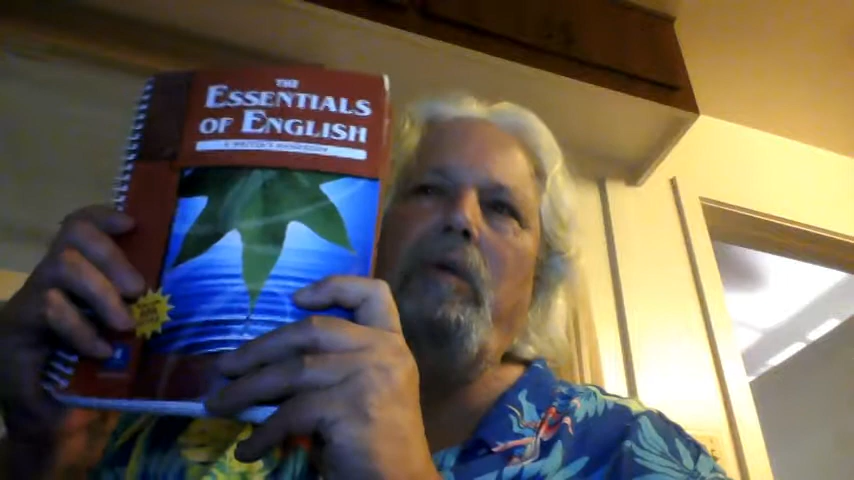 THE
ESSENTIALS
OF ENGLISH
A WRITER'S HANDBOOK